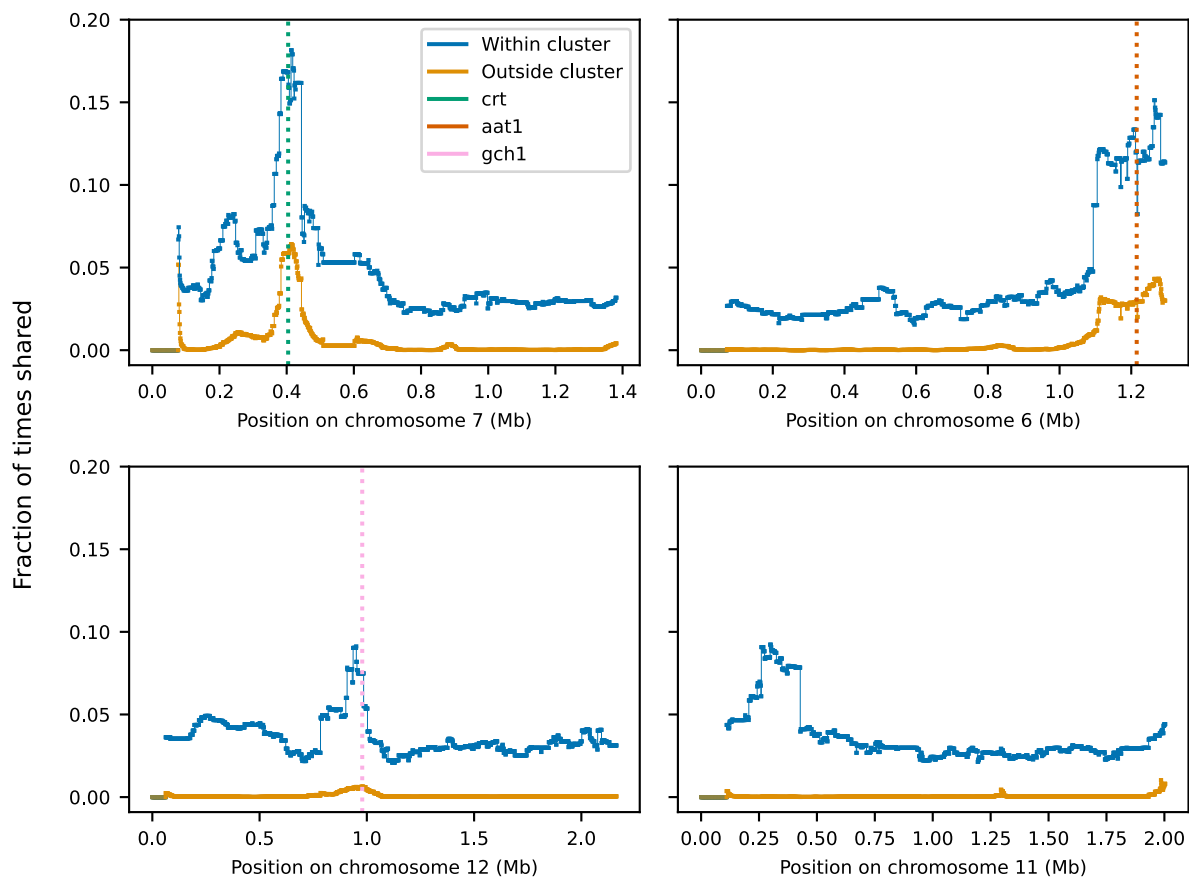 Fraction of times shared
0.20
0.15
0.10
0.05
0.00
Within cluster
Outside cluster
crt
aat1
gch1
0.0 0.2 0.4 0.6 0.8 1.0 1.2 1.4
Position on chromosome 7 (Mb)
0.0 0.2 0.4 0.6 0.8 1.0 1.2
Position on chromosome 6 (Mb)
0.20
0.15
0.10
0.05
0.00
0.0 0.5 1.0 1.5 2.0
Position on chromosome 12 (Mb)
0.00 0.25 0.50 0.75 1.00 1.25 1.50 1.75 2.00
Position on chromosome 11 (Mb)